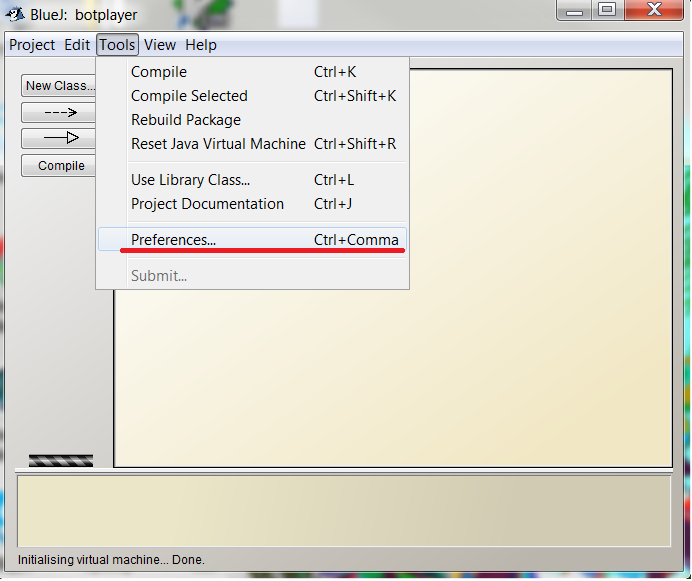 BlueJ: botplayer
Project Edit Tools View Help
New Class...
Compile
Compile Ctrl+K
Compile Selected Ctrl+Shift+K
Rebuild Package
Reset Java Virtual Machine Ctrl+Shift+R
Use Library Class... Ctrl+L
Project Documentation Ctrl+J
Preferences... Ctrl+Comma
Submit...
Initialising virtual machine... Done.